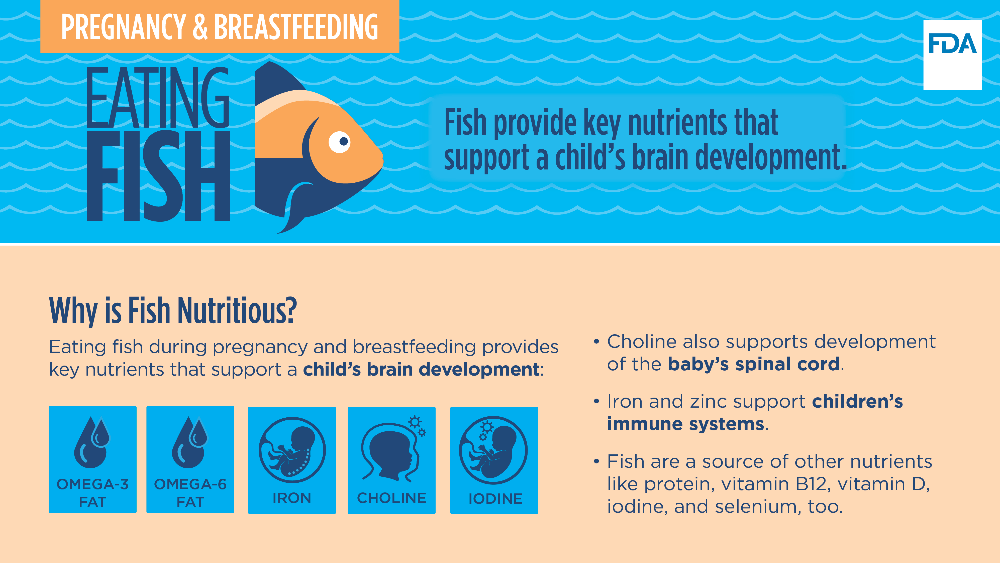 PREGNANCY & BREASTFEEDING
FDA
EATING
FISH
Fish provide key nutrients that
support a child’s brain development.
Why is Fish Nutritious?
Eating fish during pregnancy and breastfeeding provides
key nutrients that support a child’s brain development:
OMEGA-3
FAT
OMEGA-6
FAT
IRON
CHOLINE
IODINE
• Choline also supports development
of the baby’s spinal cord.
• Iron and zinc support children’s
immune systems.
• Fish are a source of other nutrients
like protein, vitamin B12, vitamin D,
iodine, and selenium, too.